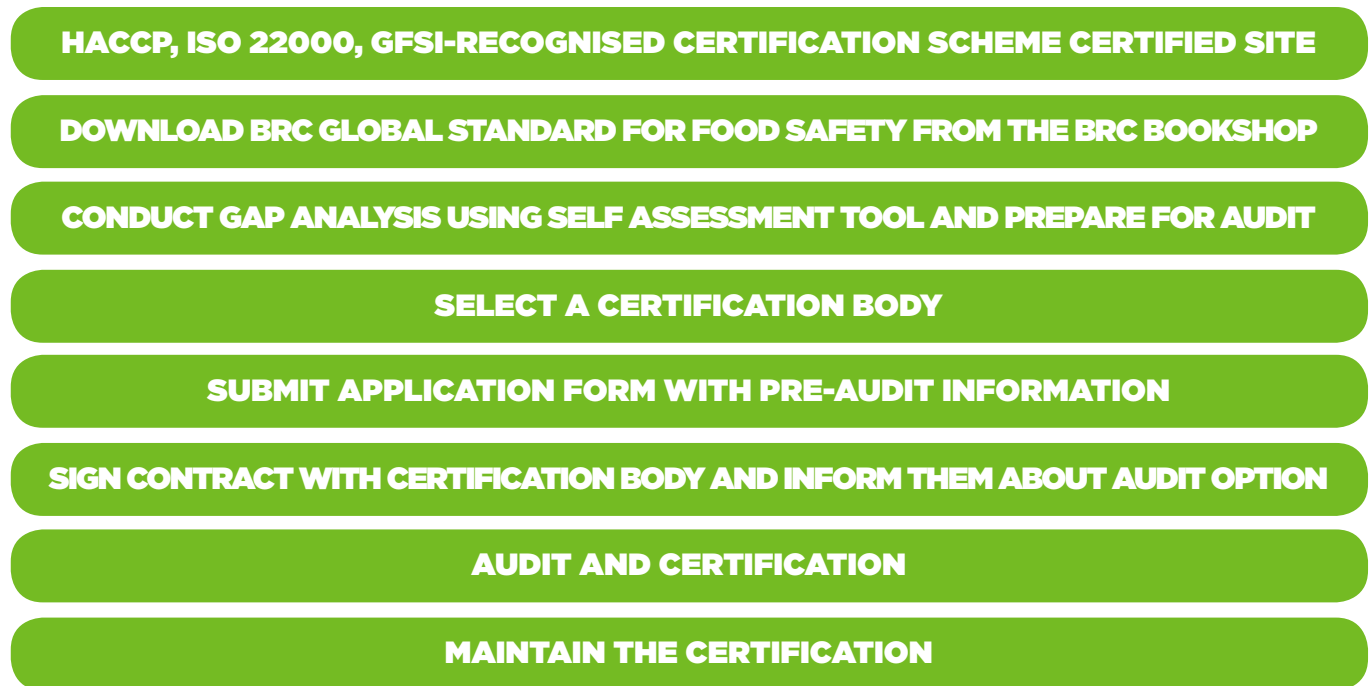 HACCP, ISO 22000, GFSI-RECOGNISED CERTIFICATION SCHEME CERTIFIED SITE
DOWNLOAD BRC GLOBAL STANDARD FOR FOOD SAFETY FROM THE BRC BOOKSHOP
CONDUCT GAP ANALYSIS USING SELF ASSESSMENT TOOL AND PREPARE FOR AUDIT
SELECT A CERTIFICATION BODY
SUBMIT APPLICATION FORM WITH PRE-AUDIT INFORMATION
SIGN CONTRACT WITH CERTIFICATION BODY AND INFORM THEM ABOUT AUDIT OPTION
AUDIT AND CERTIFICATION
MAINTAIN THE CERTIFICATION